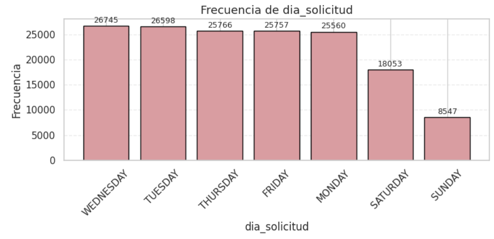 Frecuencia de dia_solicitud
26745
26598
25766
25757
25560
18053
8547
Frecuencia
25000
20000
15000
10000
5000
0
WEDNESDAY
TUESDAY
THURSDAY
FRIDAY
MONDAY
SATURDAY
SUNDAY
dia_solicitud